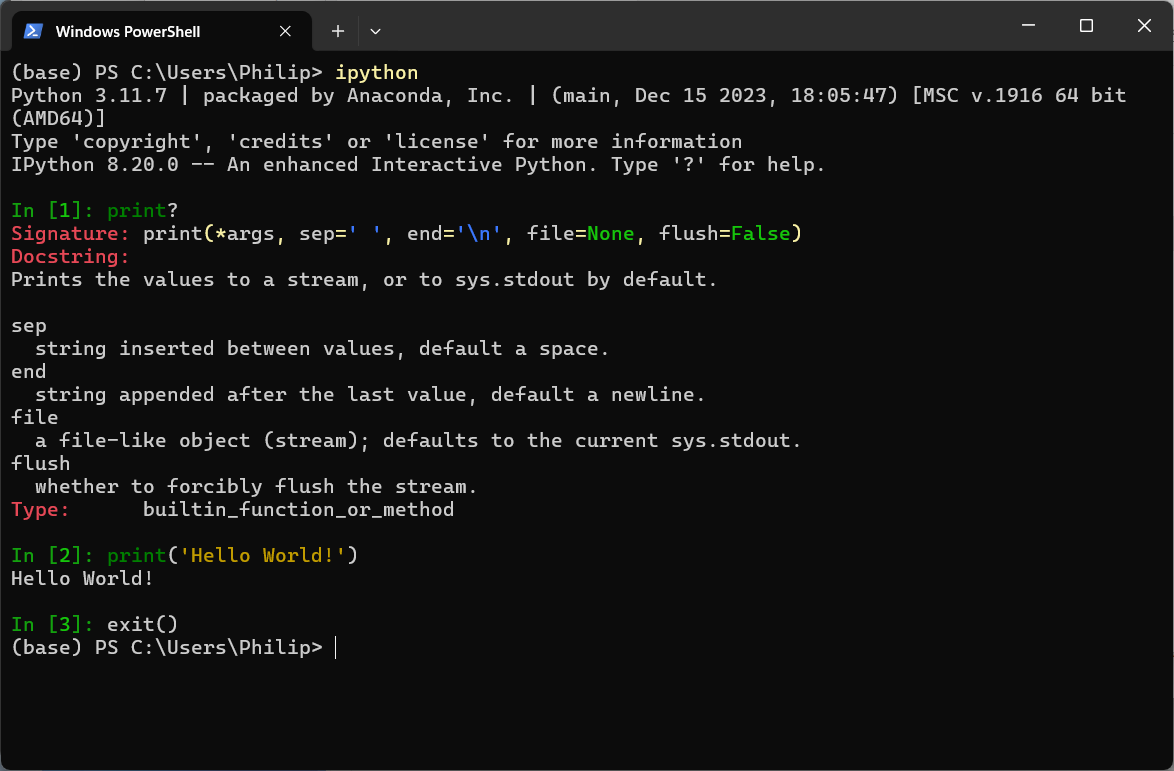 Windows PowerShell
(base) PS C:\Users\Philip> ipython
Python 3.11.7 | packaged by Anaconda, Inc. | (main, Dec 15 2023, 18:05:47) [MSC v.1916 64 bit
(AMD64)]
Type 'copyright', 'credits' or 'license' for more information
IPython 8.20.0 -- An enhanced Interactive Python. Type '?' for help.

In [1]: print?
Signature: print(*args, sep=' ', end='\n', file=None, flush=False)
Docstring:
Prints the values to a stream, or to sys.stdout by default.

sep
  string inserted between values, default a space.
end
  string appended after the last value, default a newline.
file
  a file-like object (stream); defaults to the current sys.stdout.
flush
  whether to forcibly flush the stream.
Type:      builtin_function_or_method

In [2]: print('Hello World!')
Hello World!

In [3]: exit()
(base) PS C:\Users\Philip>